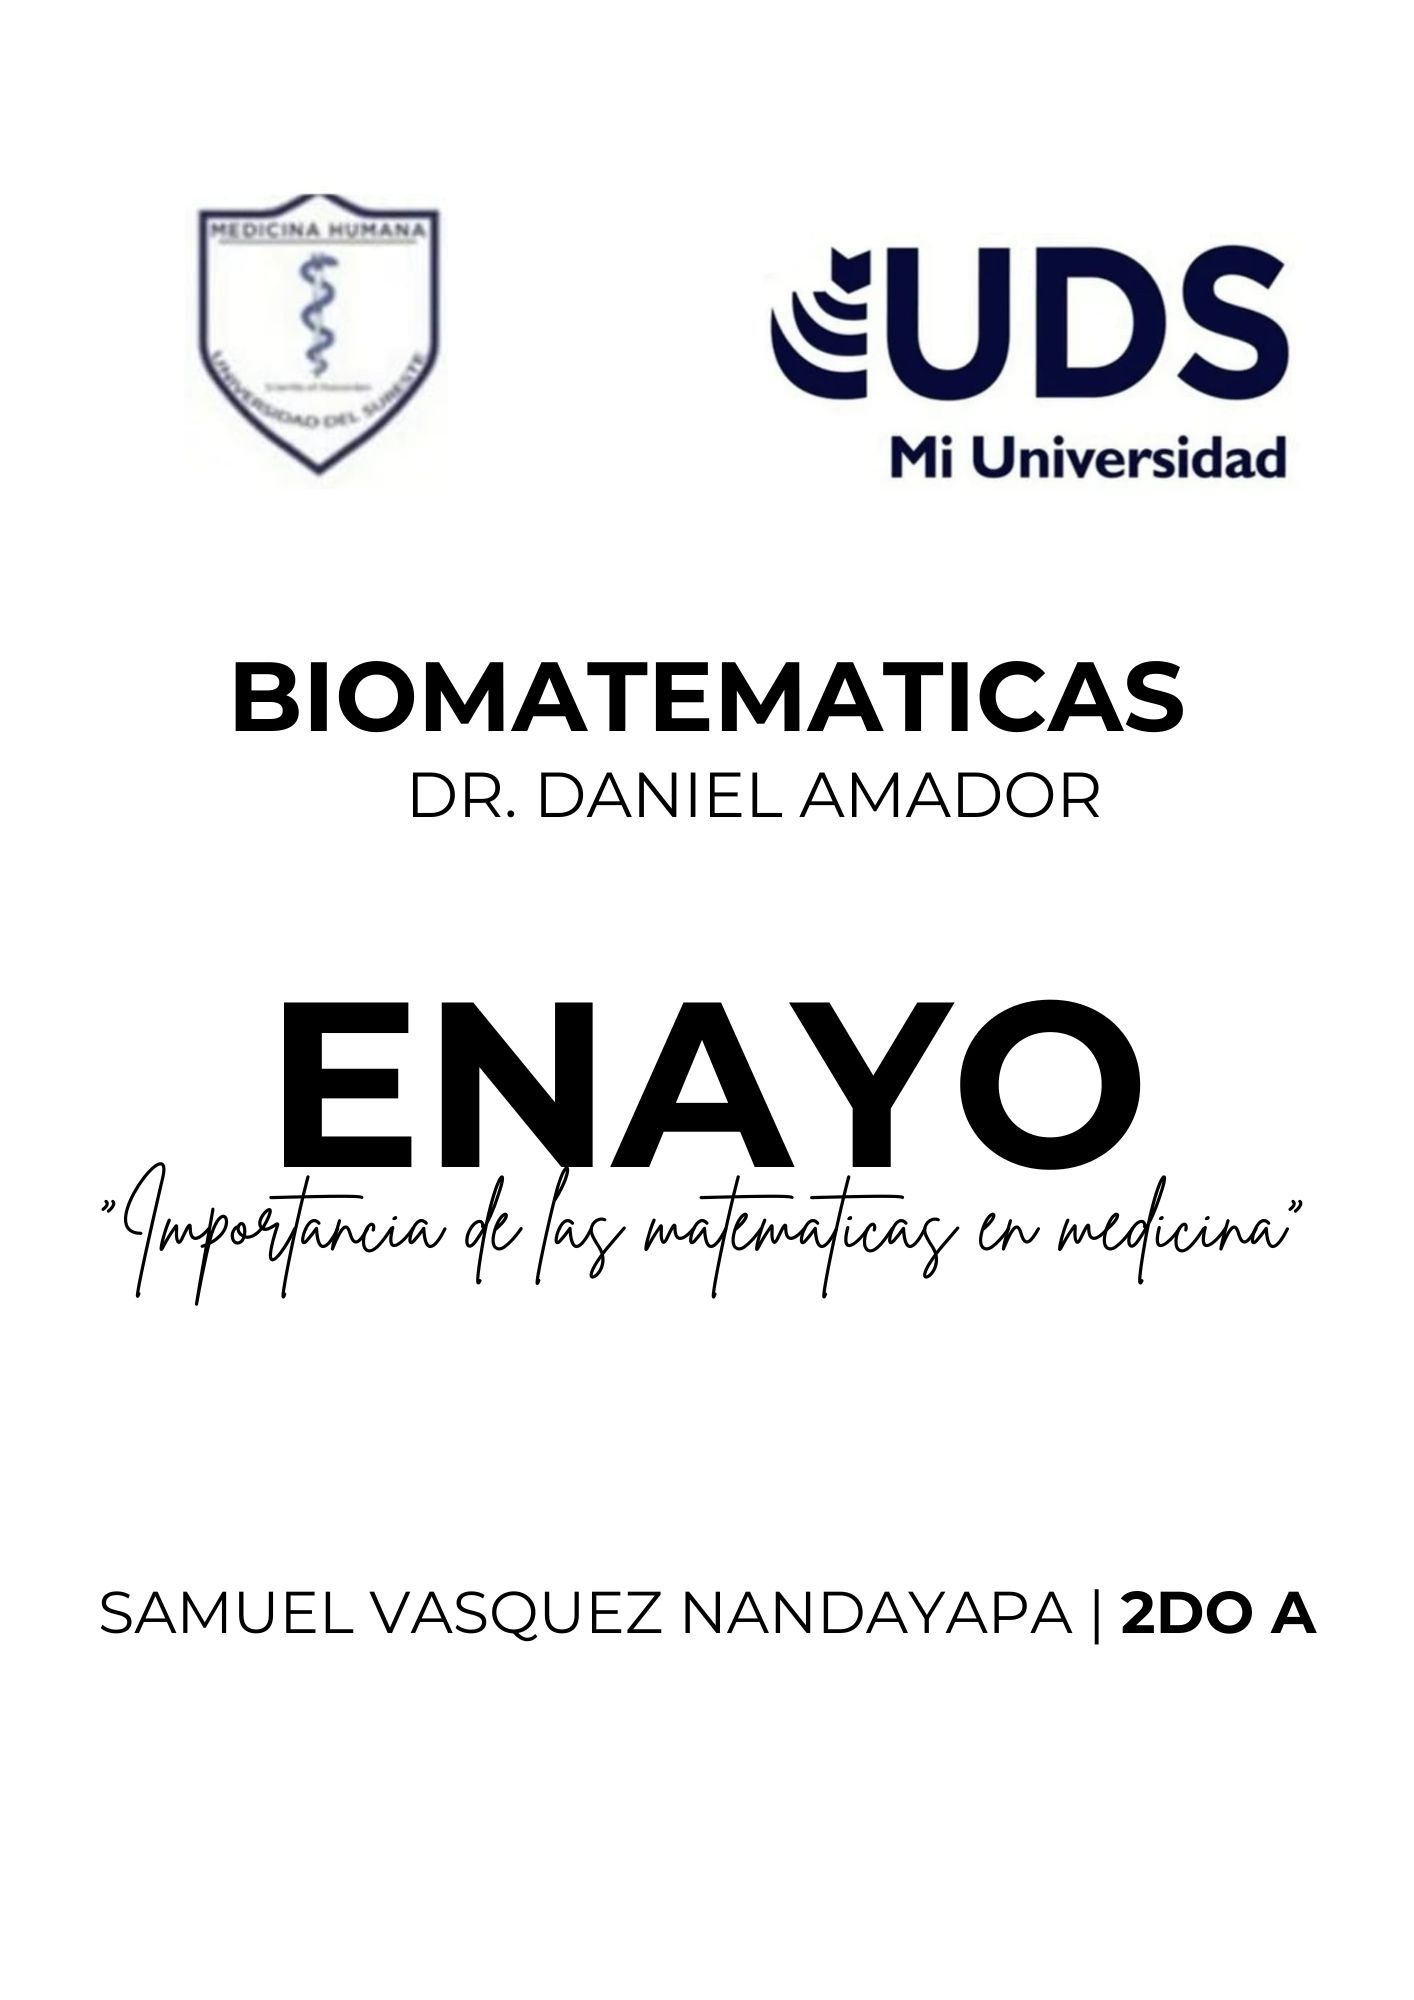 MEDICINA HUMANA
UNIVERSIDAD DEL SURESTE
UDS
Mi Universidad
BIOMATEMATICAS
DR. DANIEL AMADOR
ENAYO
"Importancia de las matematicas en medicina"
SAMUEL VASQUEZ NANDAYAPA | 2DO A